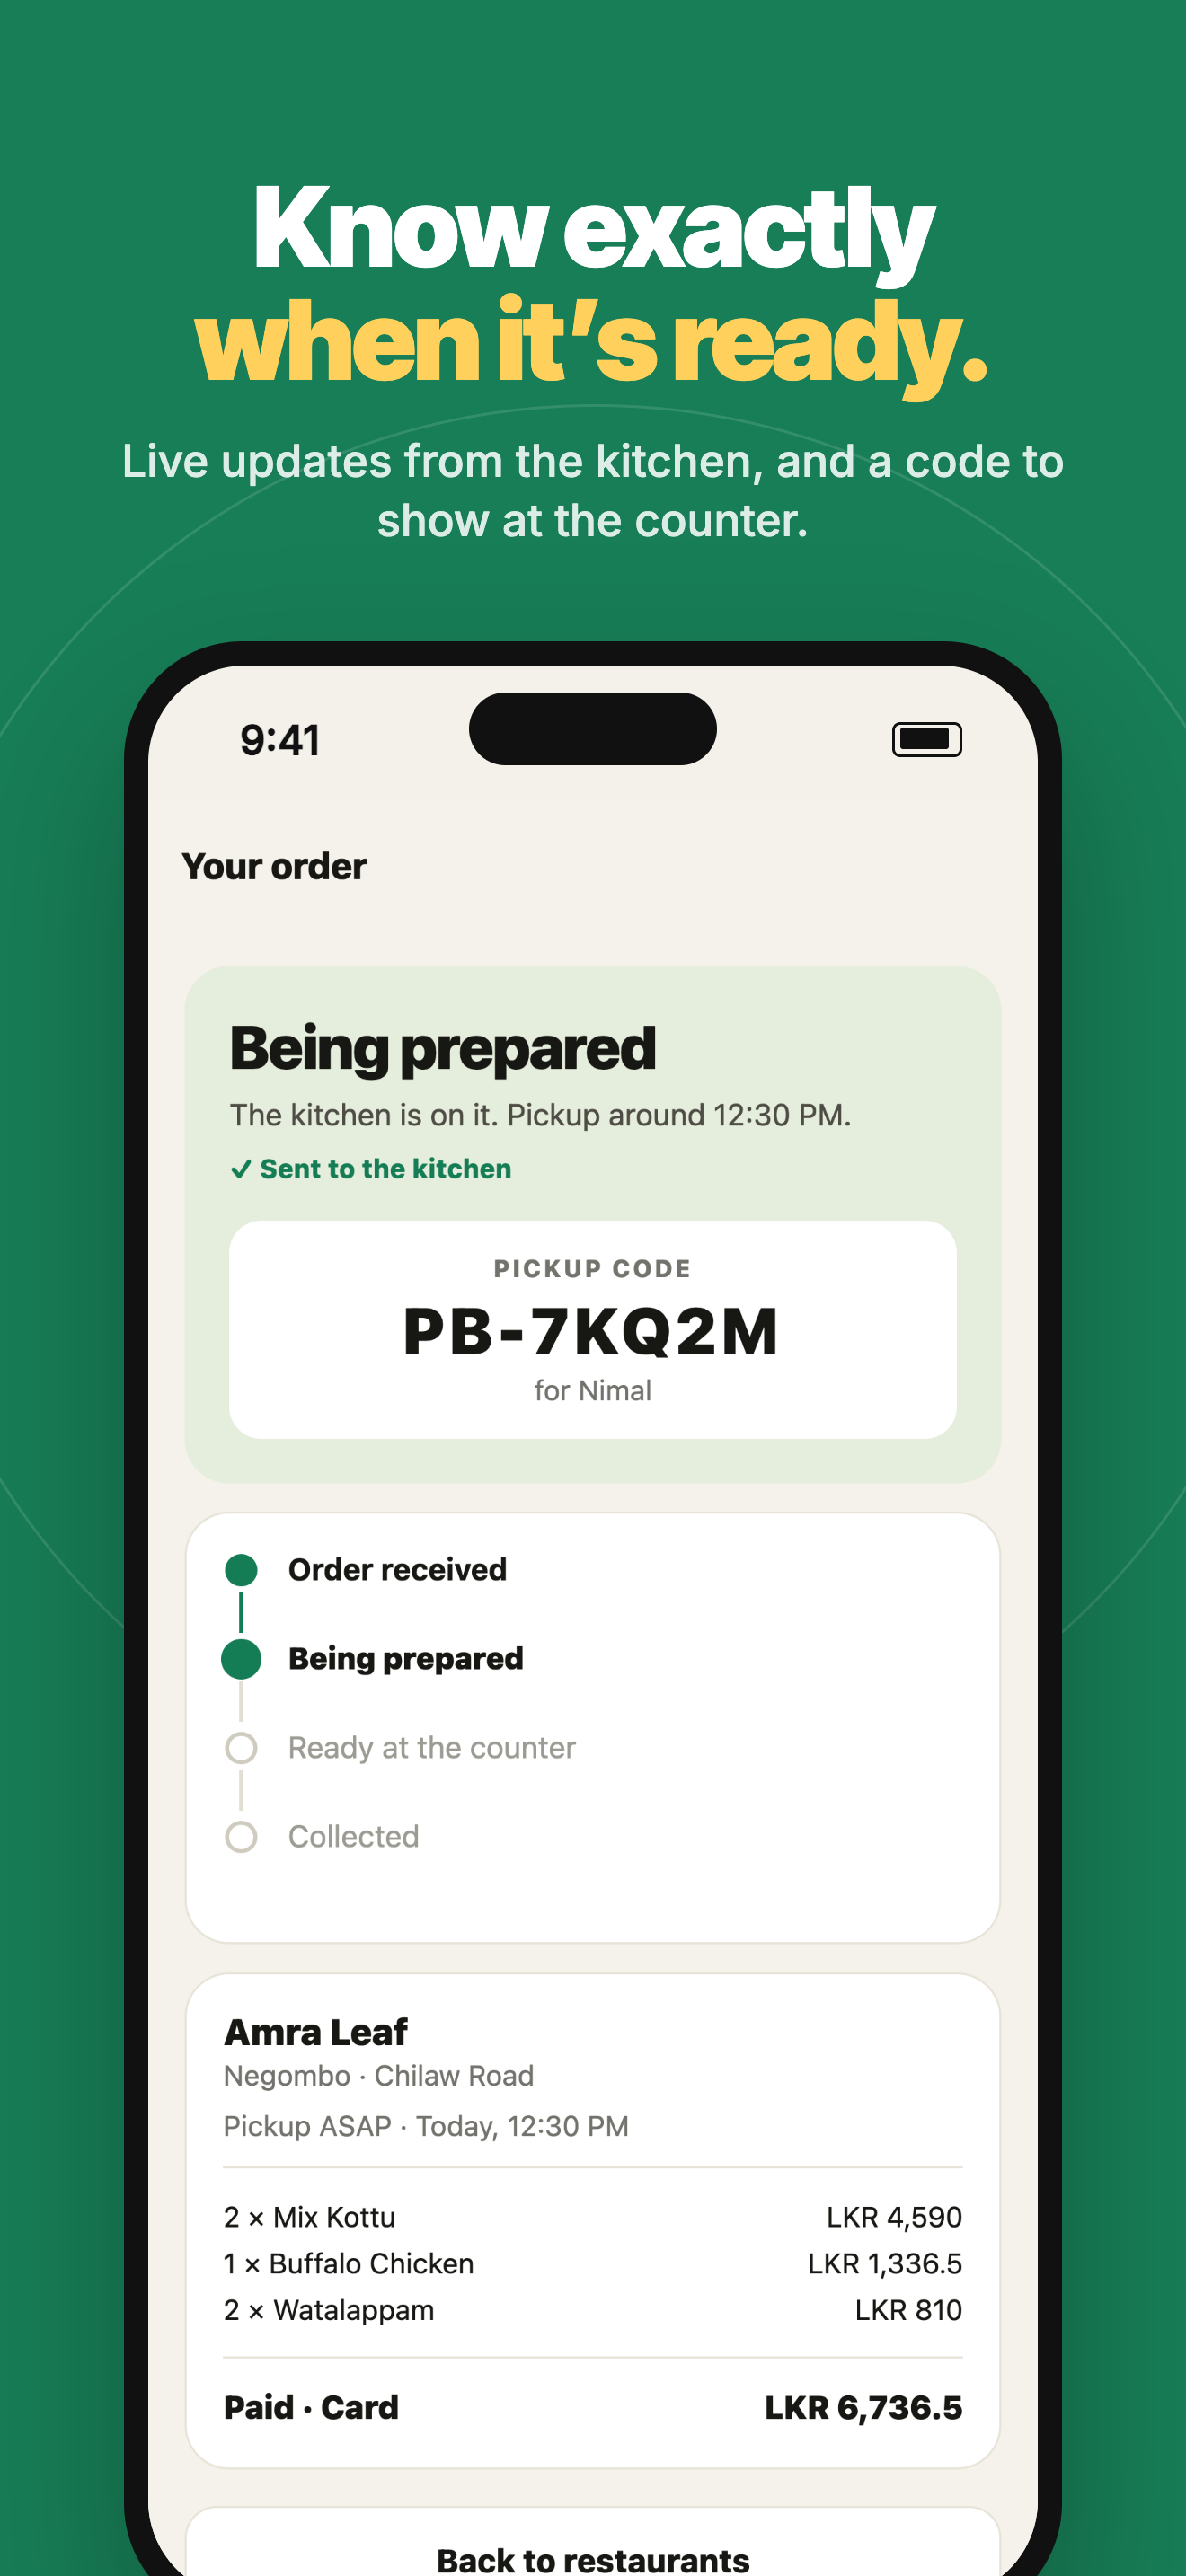 Know exactly
when it’s ready.
Live updates from the kitchen, and a code to
show at the counter.
9:41
Your order
Being prepared
The kitchen is on it. Pickup around 12:30 PM.
✓ Sent to the kitchen
PICKUP CODE
PB-7KQ2M
for Nimal
Order received
Being prepared
Ready at the counter
Collected
Amra Leaf
Negombo · Chilaw Road
Pickup ASAP · Today, 12:30 PM
2 × Mix Kottu LKR 4,590
1 × Buffalo Chicken LKR 1,336.5
2 × Watalappam LKR 810
Paid · Card LKR 6,736.5
Back to restaurants